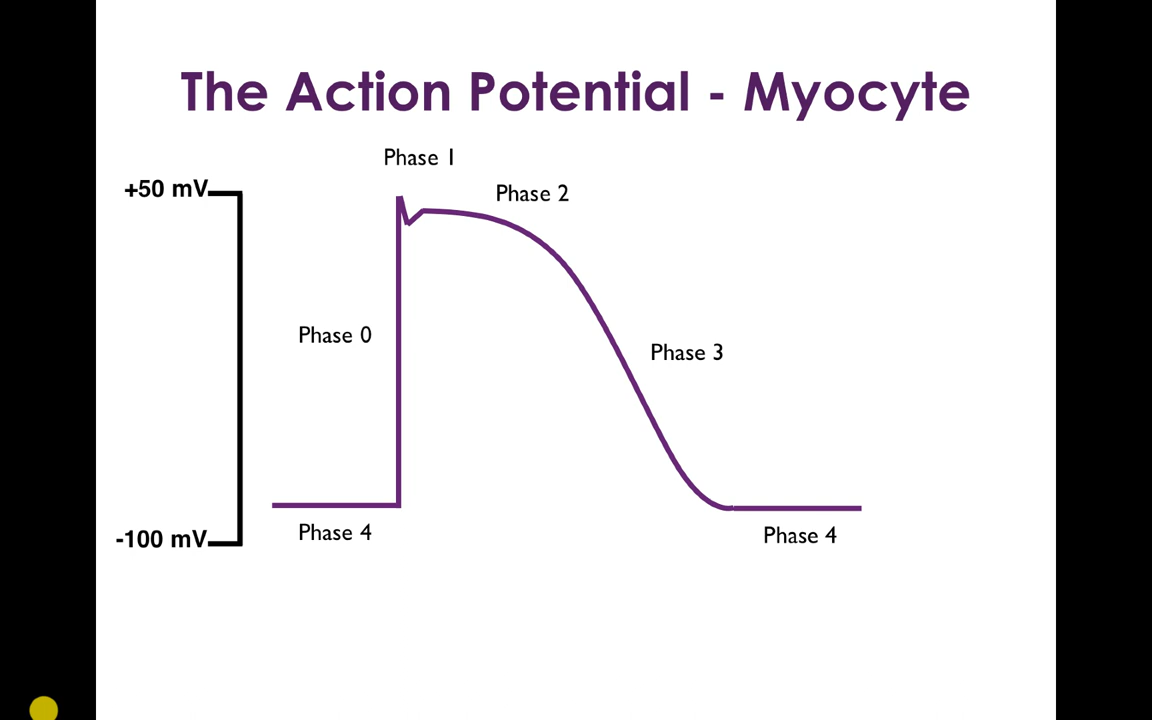 The Action Potential - Myocyte
Phase 1
+50 mV
Phase 2
Phase 0
Phase 3
Phase 4
-100 mV
Phase 4